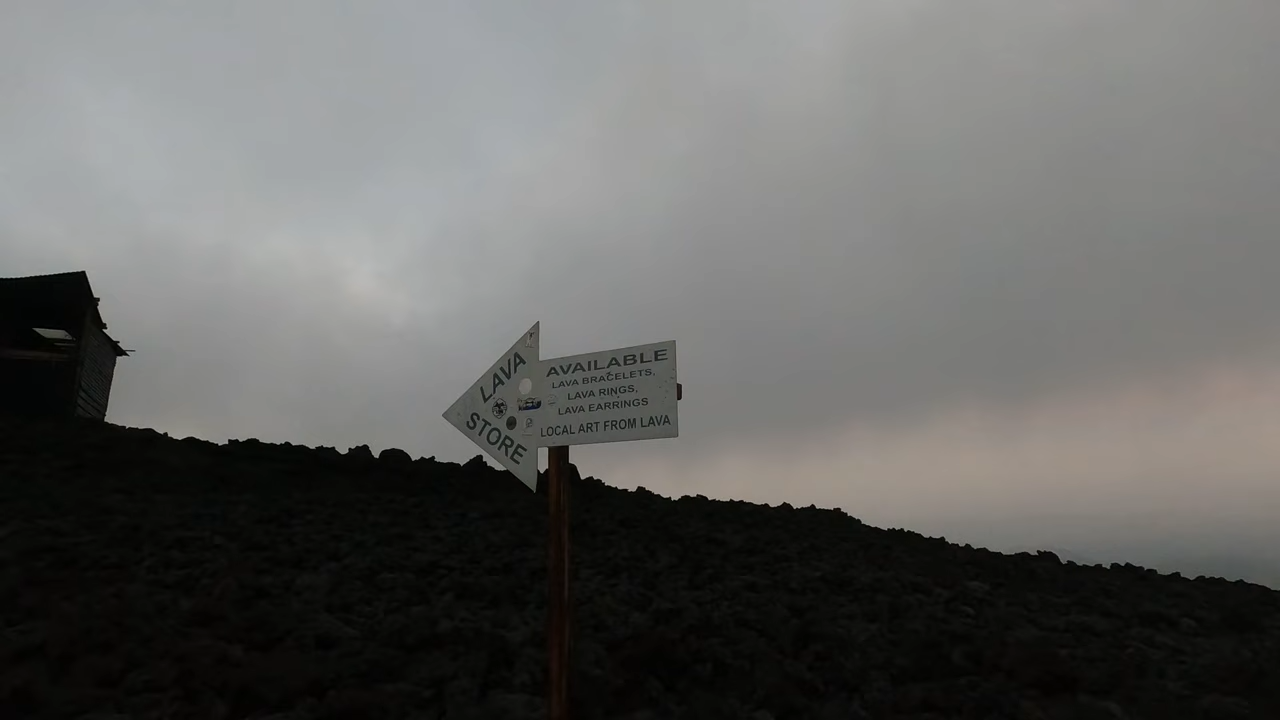 LAVA
STORE
AVAILABLE
LAVA BRACELETS,
LAVA RINGS,
LAVA EARRINGS
LOCAL ART FROM LAVA